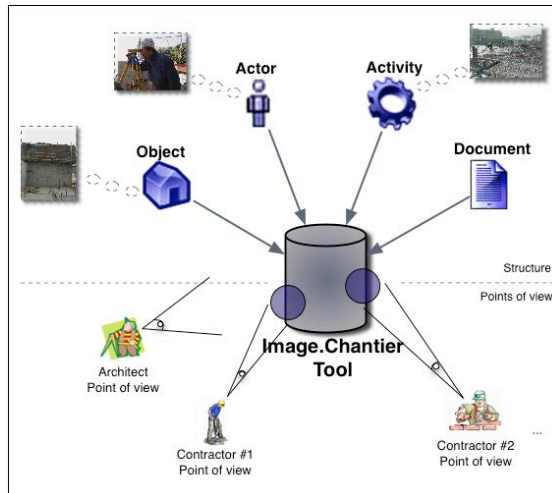 Actor
Activity
Object
Document
Structure
Points of view
Image.Chantier
Tool
Architect
Point of view
Contractor #1
Point of view
Contractor #2
Point of view
...